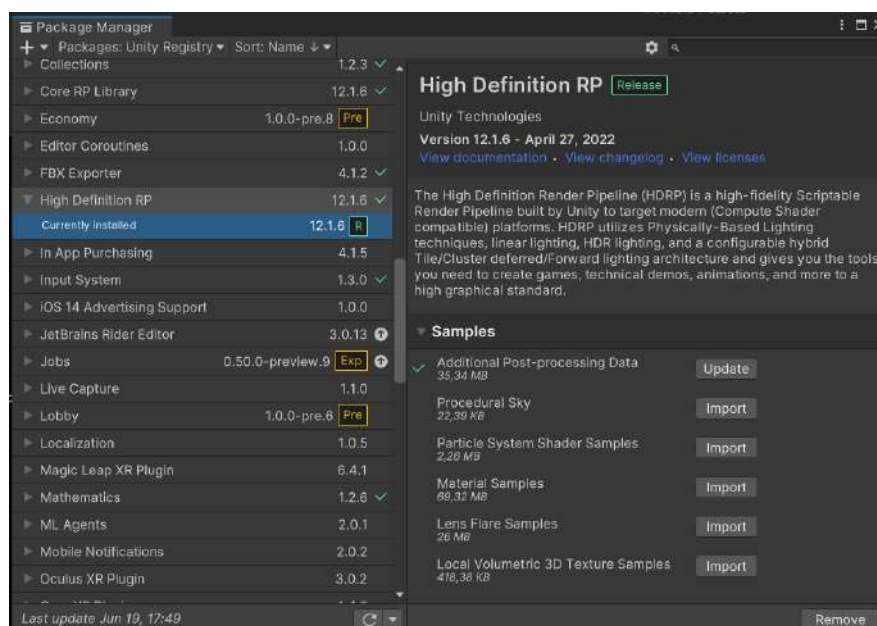 Package Manager
+ Packages: Unity Registry Sort: Name ↓
Collections 1.2.3
Core RP Library 12.1.6
Economy 1.0.0-pre.8 Pre
Editor Coroutines 1.0.0
FBX Exporter 4.1.2
High Definition RP 12.1.6
Currently installed 12.1.6 R
In App Purchasing 4.1.5
Input System 1.3.0
iOS 14 Advertising Support 1.0.0
JetBrains Rider Editor 3.0.13
Jobs 0.50.0-preview.9 Exp
Live Capture 1.1.0
Lobby 1.0.0-pre.6 Pre
Localization 1.0.5
Magic Leap XR Plugin 6.4.1
Mathematics 1.2.6
ML Agents 2.0.1
Mobile Notifications 2.0.2
Oculus XR Plugin 3.0.2
Last update Jun 19, 17:49
High Definition RP Release
Unity Technologies
Version 12.1.6 - April 27, 2022
View documentation • View changelog • View licenses
The High Definition Render Pipeline (HDRP) is a high-fidelity Scriptable
Render Pipeline built by Unity to target modern (Compute Shader
compatible) platforms. HDRP utilizes Physically-Based Lighting
techniques, linear lighting, HDR lighting, and a configurable hybrid
Tile/Cluster deferred/Forward lighting architecture and gives you the tools
you need to create games, technical demos, animations, and more to a
high graphical standard.
Samples
Additional Post-processing Data Update
35,34 MB
Procedural Sky Import
22,39 KB
Particle System Shader Samples Import
2,26 MB
Material Samples Import
69,32 MB
Lens Flare Samples Import
26 MB
Local Volumetric 3D Texture Samples Import
418,38 KB
Remove